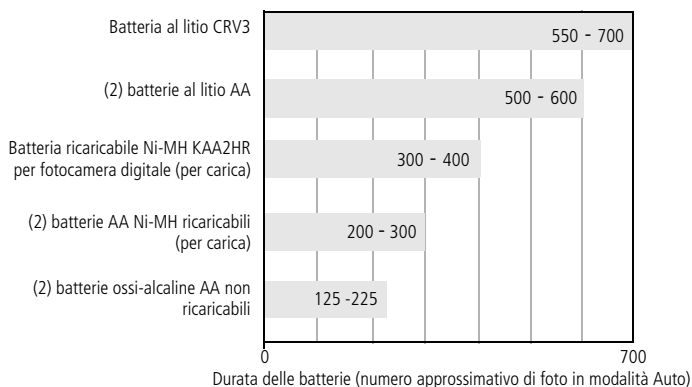 Batteria al litio CRV3
550 - 700
(2) batterie al litio AA
500 - 600
Batteria ricaricabile Ni-MH KAA2HR
per fotocamera digitale (per carica)
300 - 400
(2) batterie AA Ni-MH ricaricabili
(per carica)
200 - 300
(2) batterie ossi-alcaline AA non
ricaricabili
125 -225
0
700
Durata delle batterie (numero approssimativo di foto in modalità Auto)